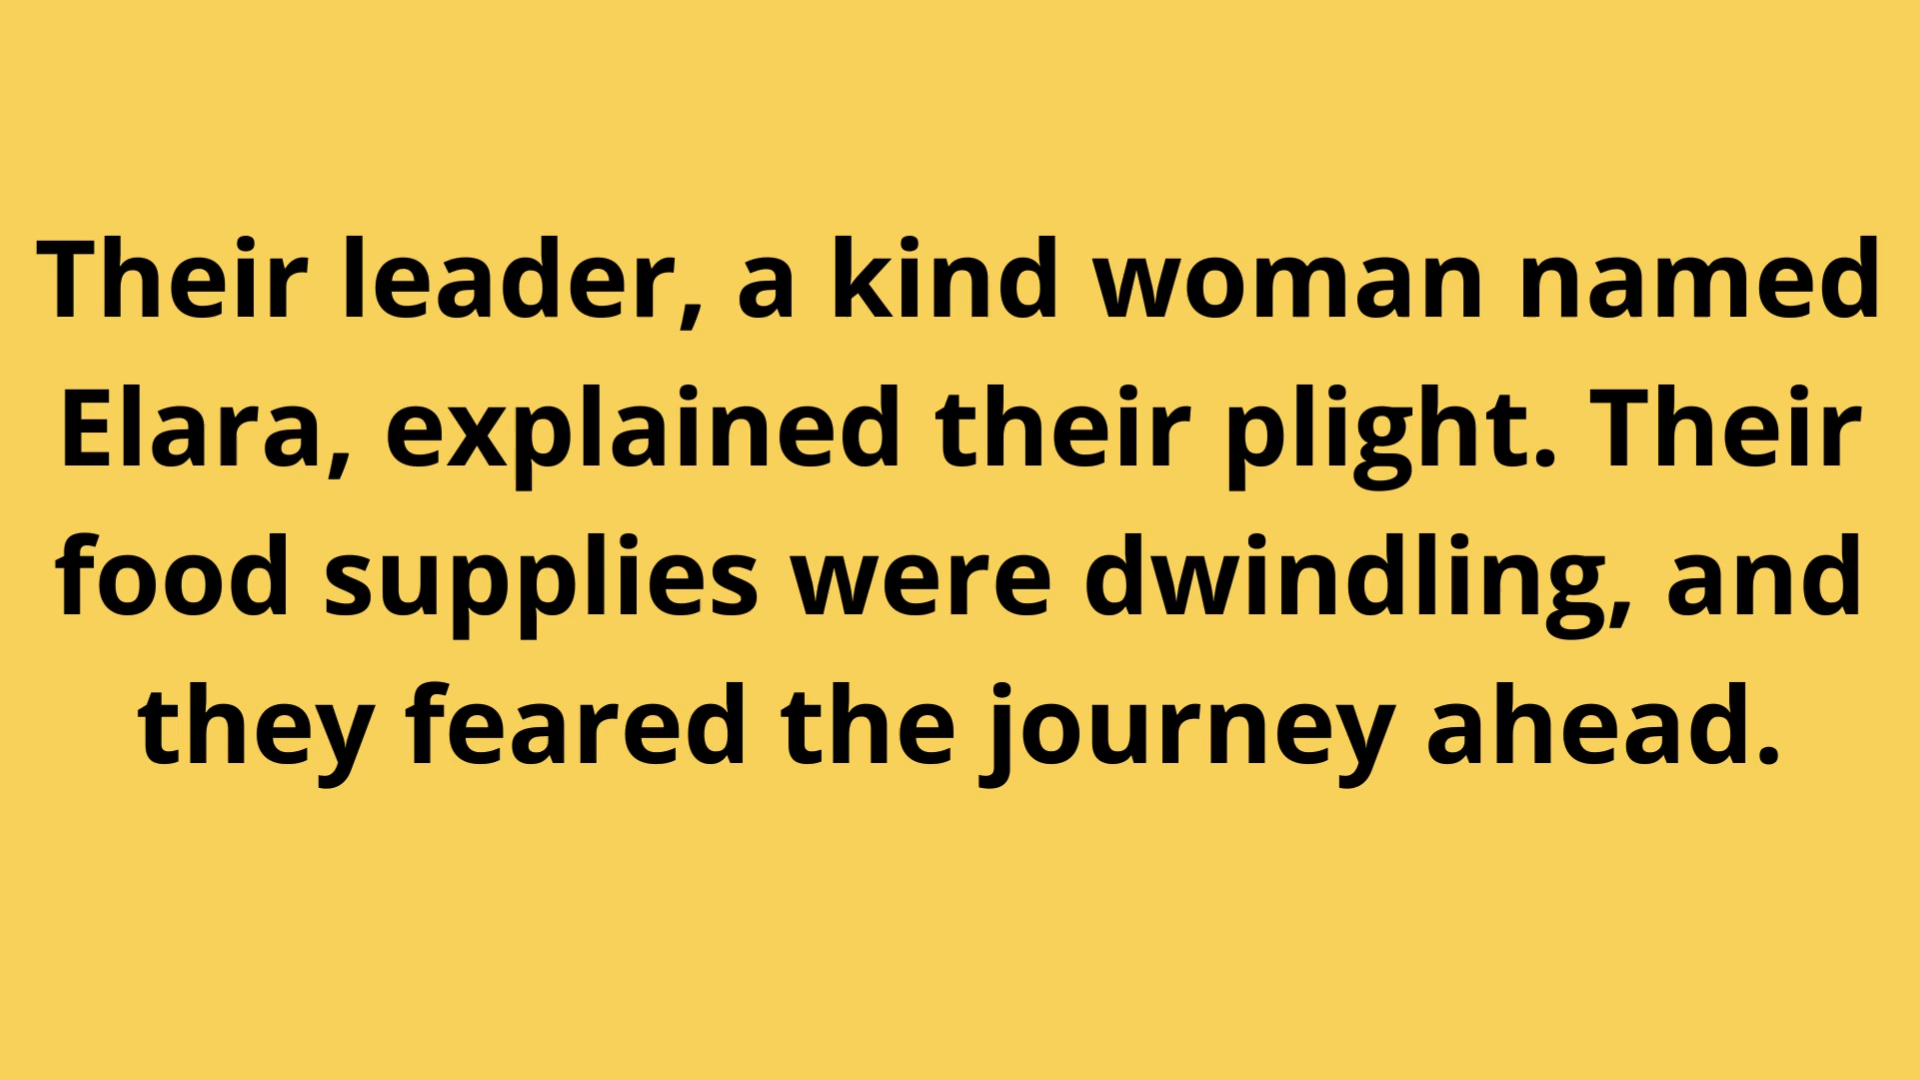 Their leader, a kind woman named
Elara, explained their plight. Their
food supplies were dwindling, and
they feared the journey ahead.